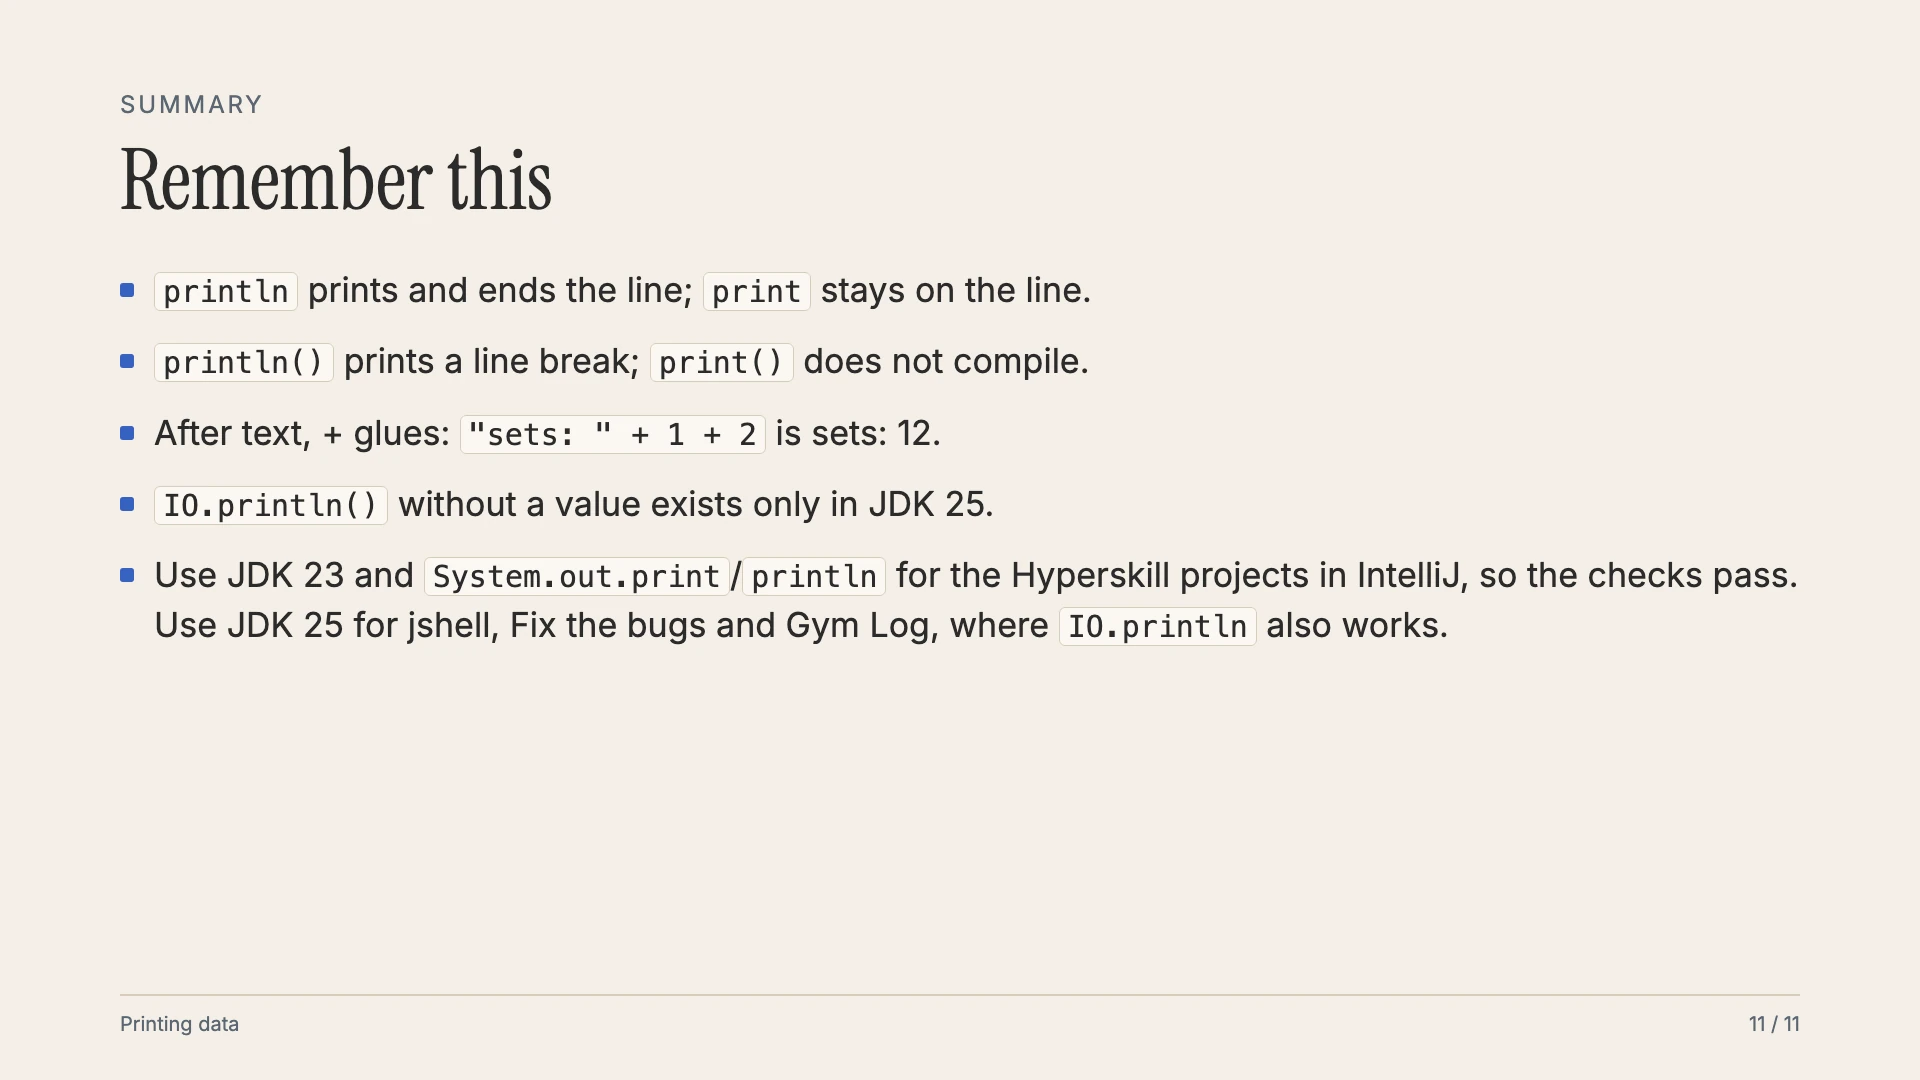 SUMMARY
Remember this
println prints and ends the line; print stays on the line.
println() prints a line break; print() does not compile.
After text, + glues: "sets: " + 1 + 2 is sets: 12.
IO.println() without a value exists only in JDK 25.
Use JDK 23 and System.out.print/println for the Hyperskill projects in IntelliJ, so the checks pass.
Use JDK 25 for jshell, Fix the bugs and Gym Log, where IO.println also works.
Printing data
11 / 11